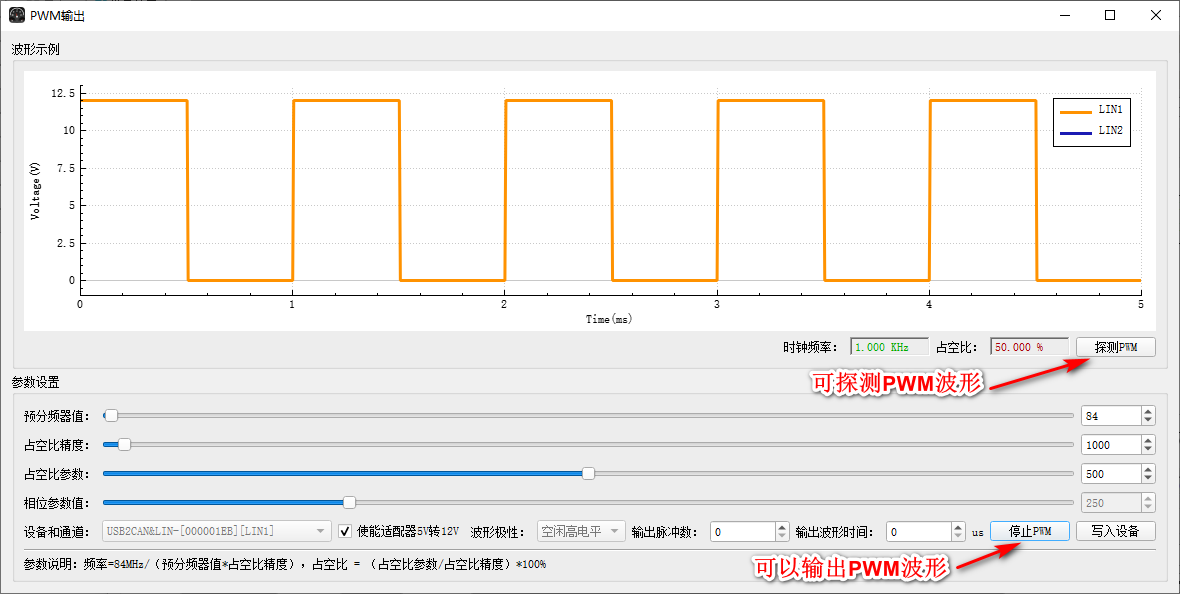 PWM输出
波形示例
12.5
10
7.5
5
2.5
0
Voltage(V)
0 1 2 3 4 5
Time(ms)
LIN1
LIN2
时钟频率： 1.000 KHz 占空比： 50.000 % 探测PWM
可探测PWM波形
参数设置
预分频器值： 84
占空比精度： 1000
占空比参数： 500
相位参数值： 250
设备和通道： USB2CAN&LIN-[000001EB][LIN1] 使能适配器5V转12V 波形极性： 空闲高电平 输出脉冲数： 0 输出波形时间： 0 us 停止PWM 写入设备
参数说明：频率=84MHz/（预分频器值*占空比精度），占空比 = （占空比参数/占空比精度）*100%
可以输出PWM波形